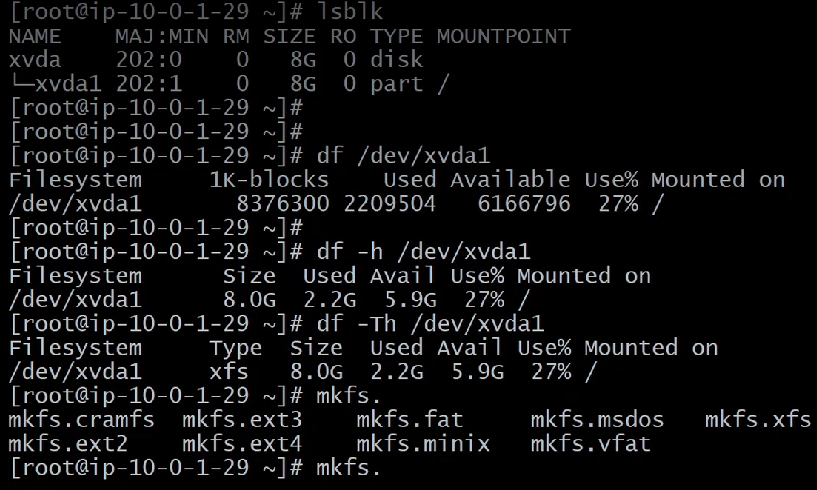 [root@ip-10-0-1-29 ~]# lsblk
NAME    MAJ:MIN RM SIZE RO TYPE MOUNTPOINT
xvda    202:0    0   8G  0 disk
└─xvda1 202:1    0   8G  0 part /
[root@ip-10-0-1-29 ~]#
[root@ip-10-0-1-29 ~]#
[root@ip-10-0-1-29 ~]# df /dev/xvda1
Filesystem     1K-blocks    Used Available Use% Mounted on
/dev/xvda1       8376300 2209504   6166796  27% /
[root@ip-10-0-1-29 ~]#
[root@ip-10-0-1-29 ~]# df -h /dev/xvda1
Filesystem      Size  Used Avail Use% Mounted on
/dev/xvda1      8.0G  2.2G  5.9G  27% /
[root@ip-10-0-1-29 ~]# df -Th /dev/xvda1
Filesystem     Type  Size  Used Avail Use% Mounted on
/dev/xvda1     xfs   8.0G  2.2G  5.9G  27% /
[root@ip-10-0-1-29 ~]# mkfs.
mkfs.cramfs  mkfs.ext3    mkfs.fat     mkfs.msdos   mkfs.xfs
mkfs.ext2    mkfs.ext4    mkfs.minix   mkfs.vfat
[root@ip-10-0-1-29 ~]# mkfs.